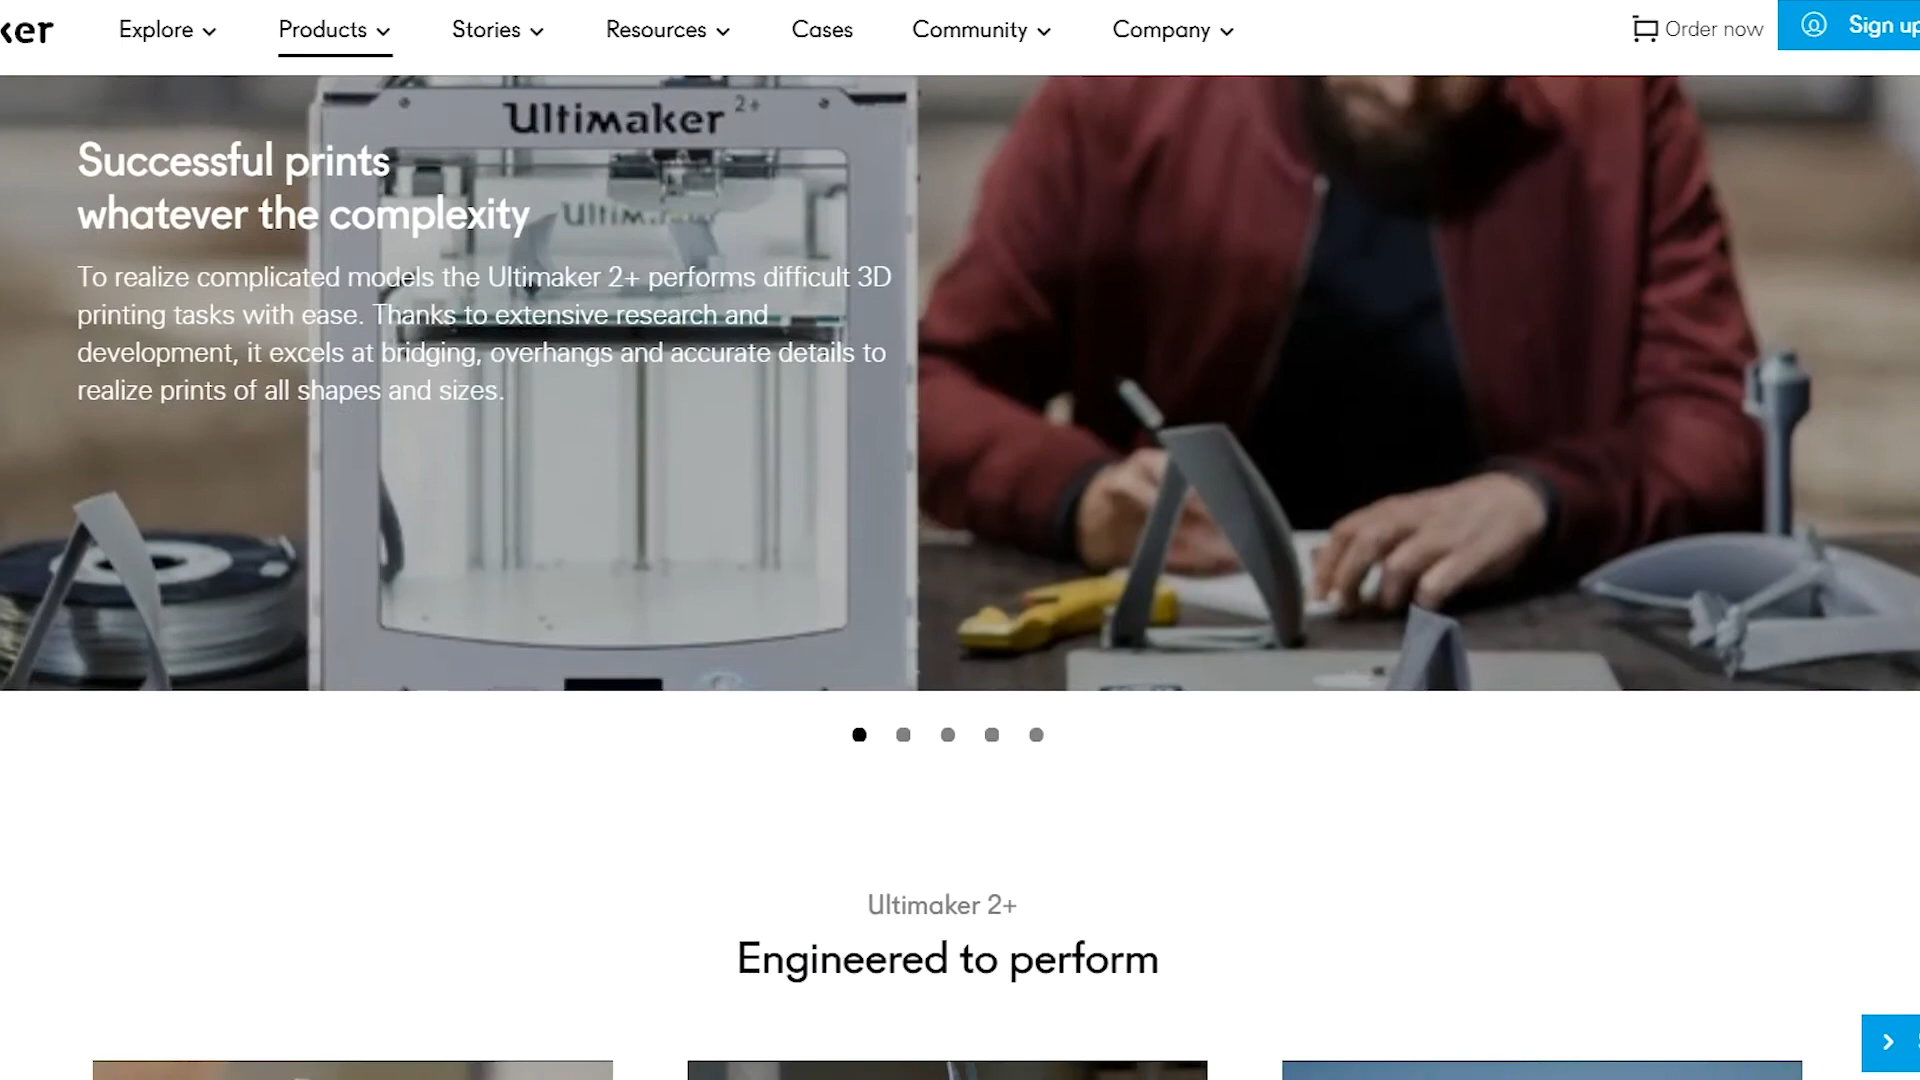 ker Explore Products Stories Resources Cases Community Company Order now Sign up
Ultimaker 2+
Successful prints
whatever the complexity
To realize complicated models the Ultimaker 2+ performs difficult 3D
printing tasks with ease. Thanks to extensive research and
development, it excels at bridging, overhangs and accurate details to
realize prints of all shapes and sizes.
Ultimaker 2+
Engineered to perform